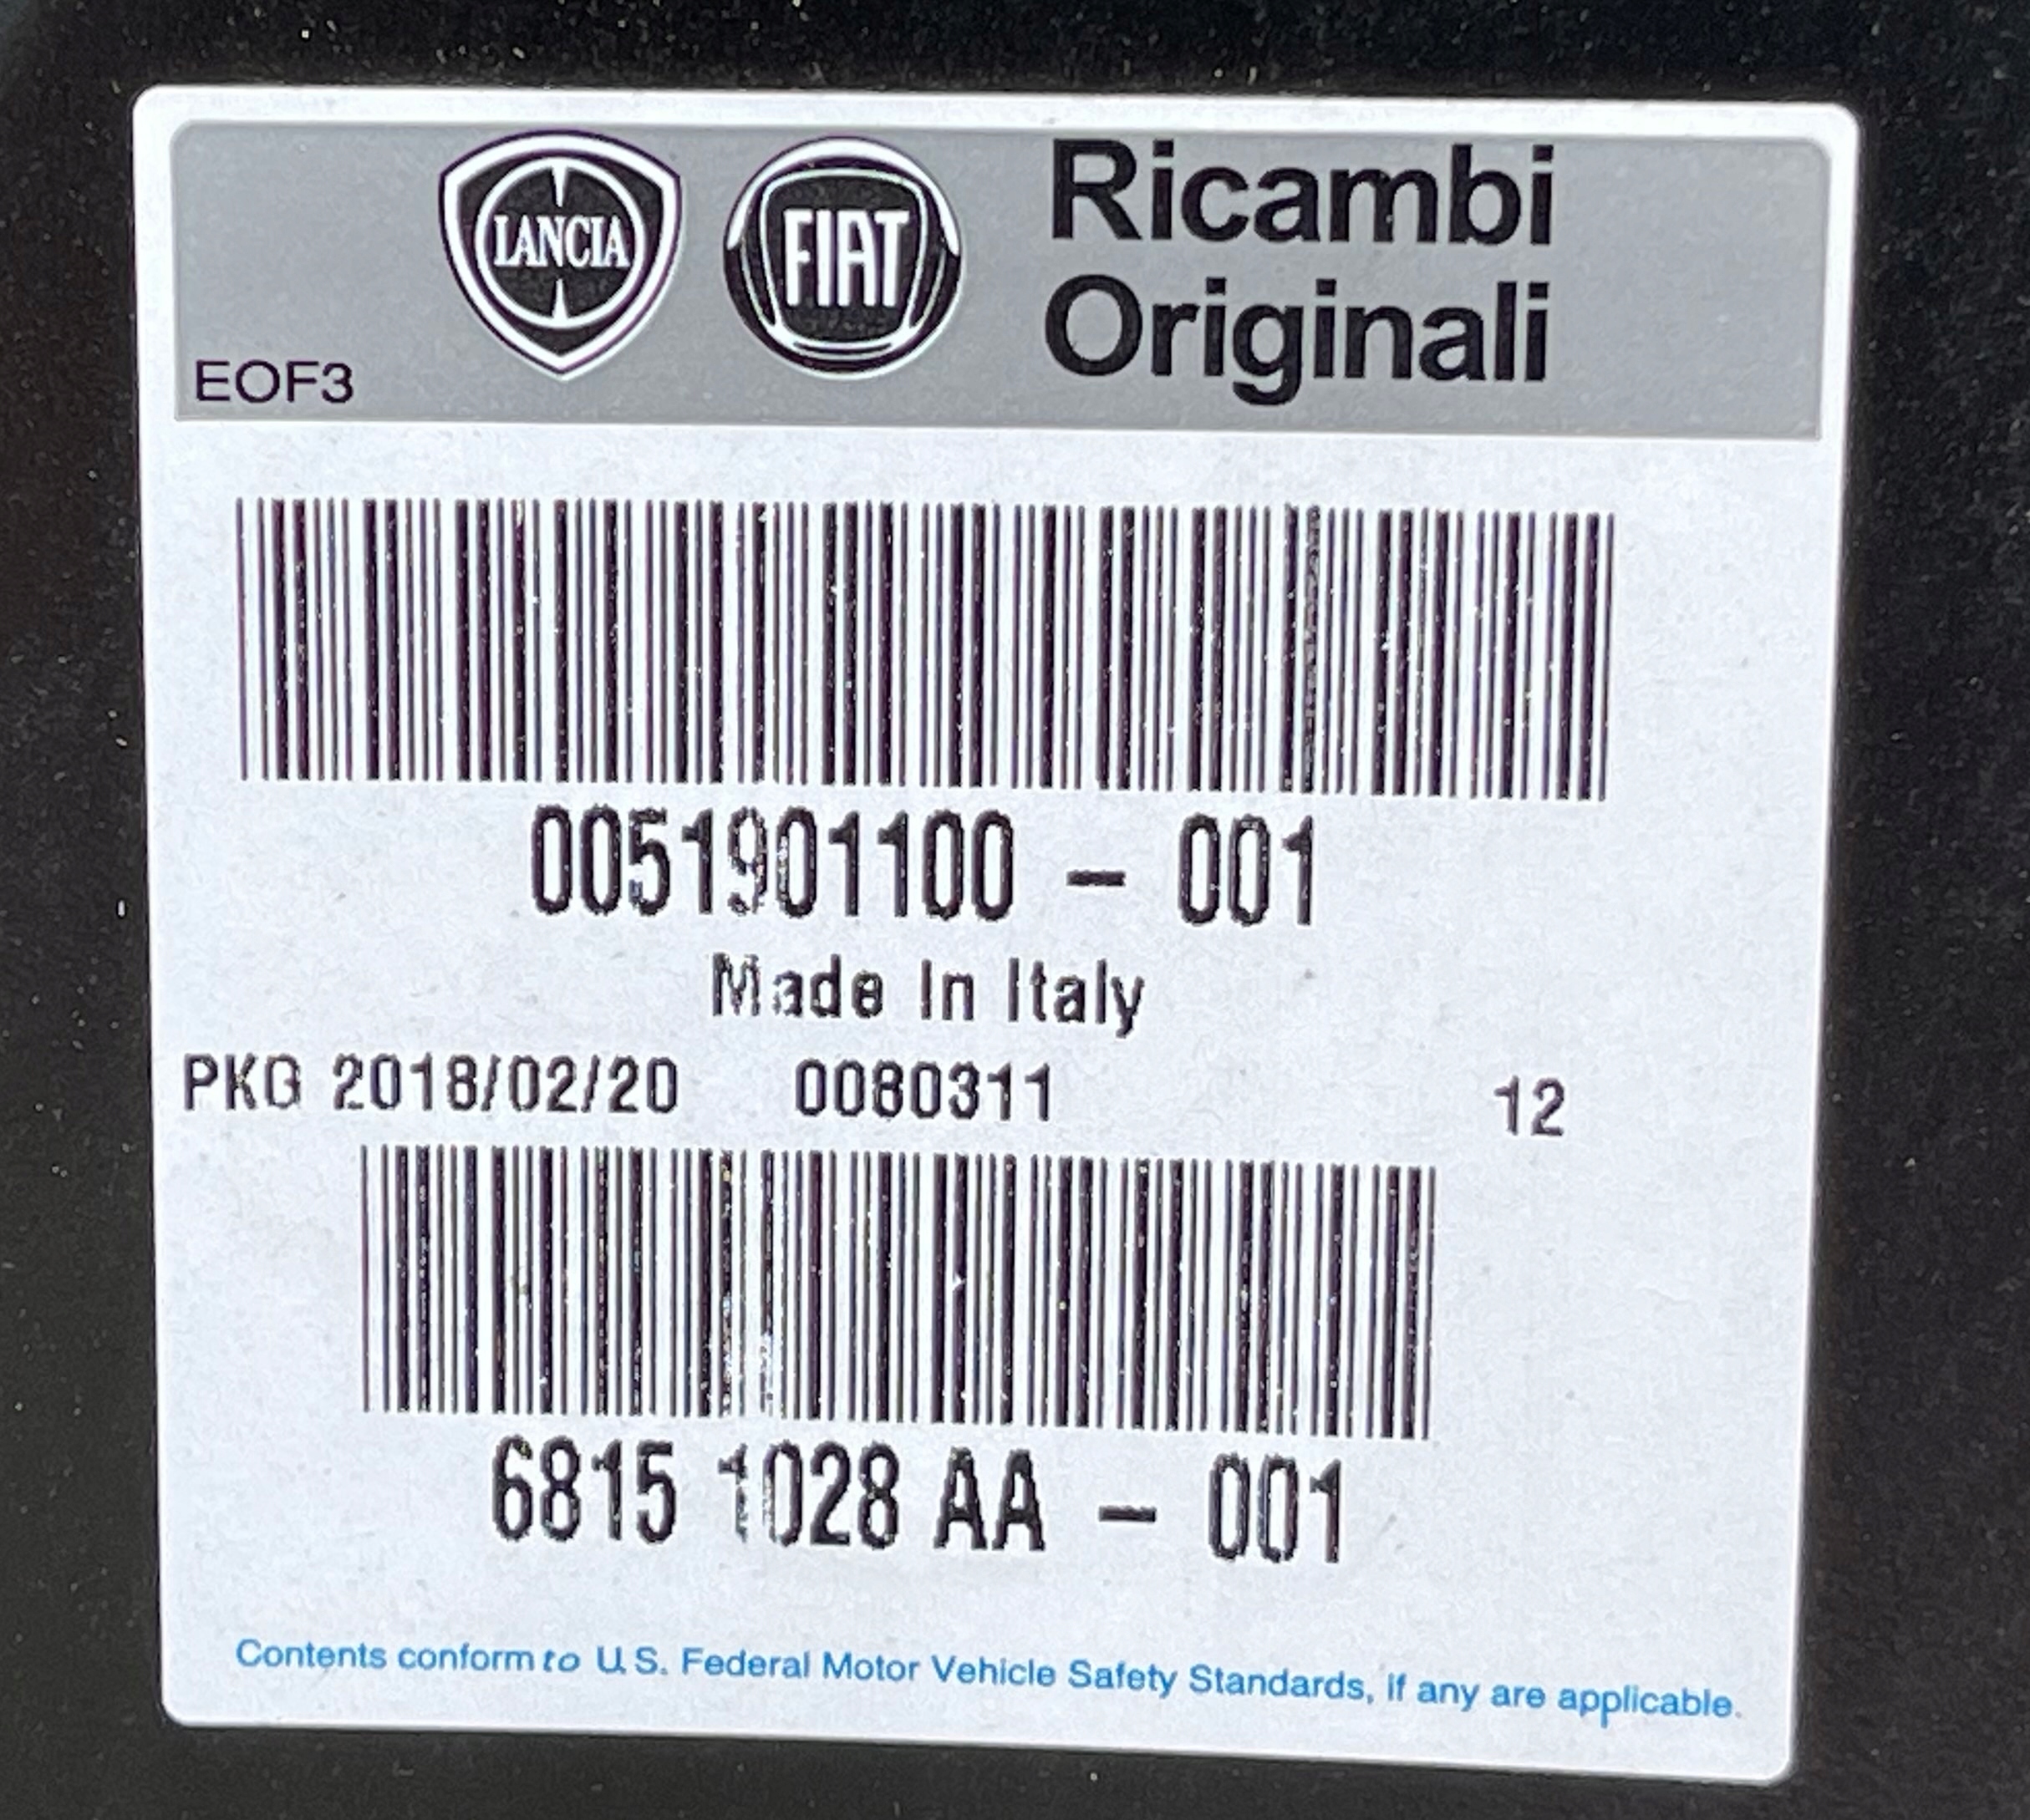 LANCIA FIAT Ricambi
Originali
EOF3
0051901100 - 001
Made In Italy
PKG 2018/02/20 0080311 12
6815 1028 AA - 001
Contents conform to U.S. Federal Motor Vehicle Safety Standards, if any are applicable.